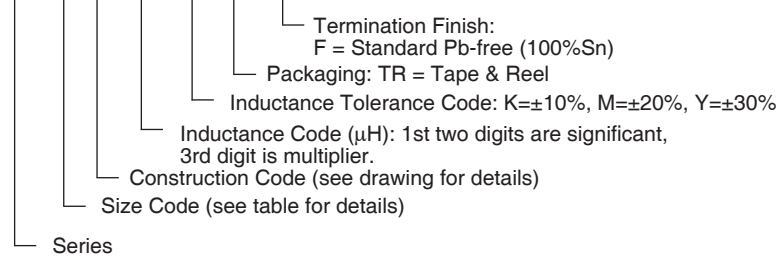 Termination Finish:
F = Standard Pb-free (100%Sn)
Packaging: TR = Tape & Reel
Inductance Tolerance Code: K=±10%, M=±20%, Y=±30%
Inductance Code (μH): 1st two digits are significant,
3rd digit is multiplier.
Construction Code (see drawing for details)
Size Code (see table for details)
Series